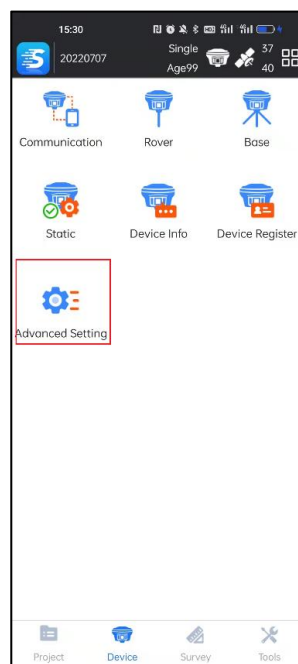 15:30
20220707
Single
Age99
37
40
Communication
Rover
Base
Static
Device Info
Device Register
Advanced Setting
Project
Device
Survey
Tools